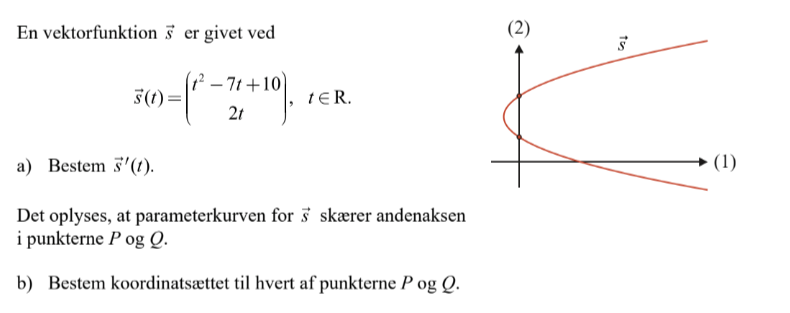 En vektorfunktion s⃗ er givet ved
(2)
s⃗
s⃗(t) = (t² − 7t + 10
2t), t ∈ R.
a) Bestem s⃗′(t).
(1)
Det oplyses, at parameterkurven for s⃗ skærer andenaksen
i punkterne P og Q.
b) Bestem koordinatsættet til hvert af punkterne P og Q.